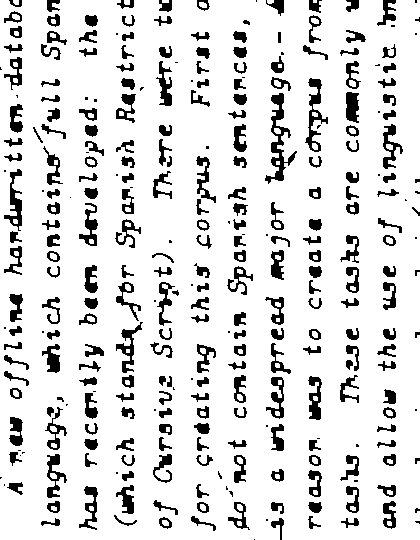 A new offline handwritten databa
language, which contains full Span
has recently been developed: the
(which stands for Spanish Restrict
of Cursive Script). There were tw
for creating this corpus. First a
do not contain Spanish sentences,
is a widespread major language.
reason was to create a corpus from
tasks. These tasks are commonly
and allow the use of linguistic